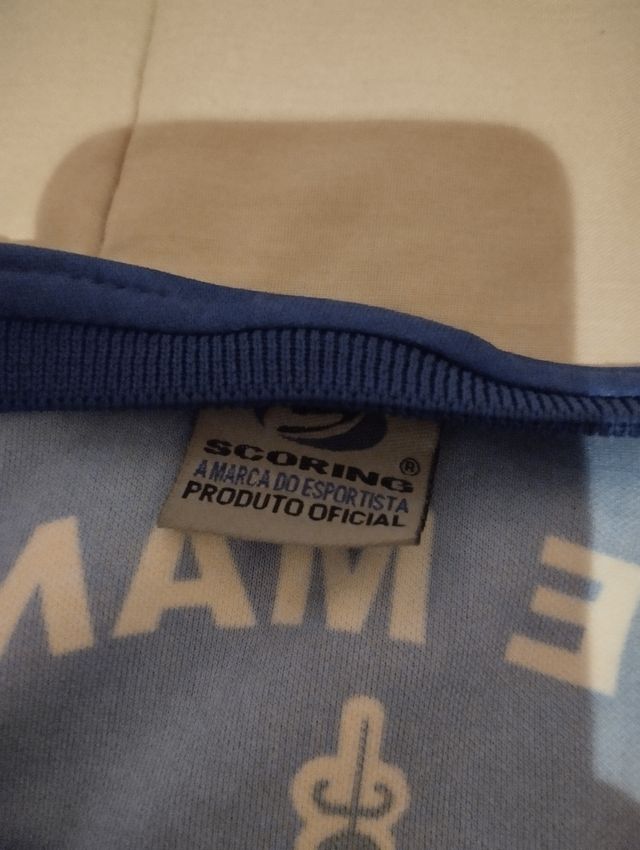 SCORING®
A MARCA DO ESPORTISTA
PRODUTO OFICIAL